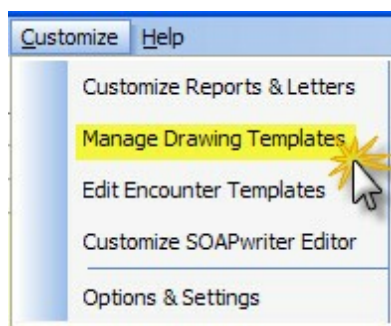 Customize Help
Customize Reports & Letters
Manage Drawing Templates
Edit Encounter Templates
Customize SOAPwriter Editor
Options & Settings